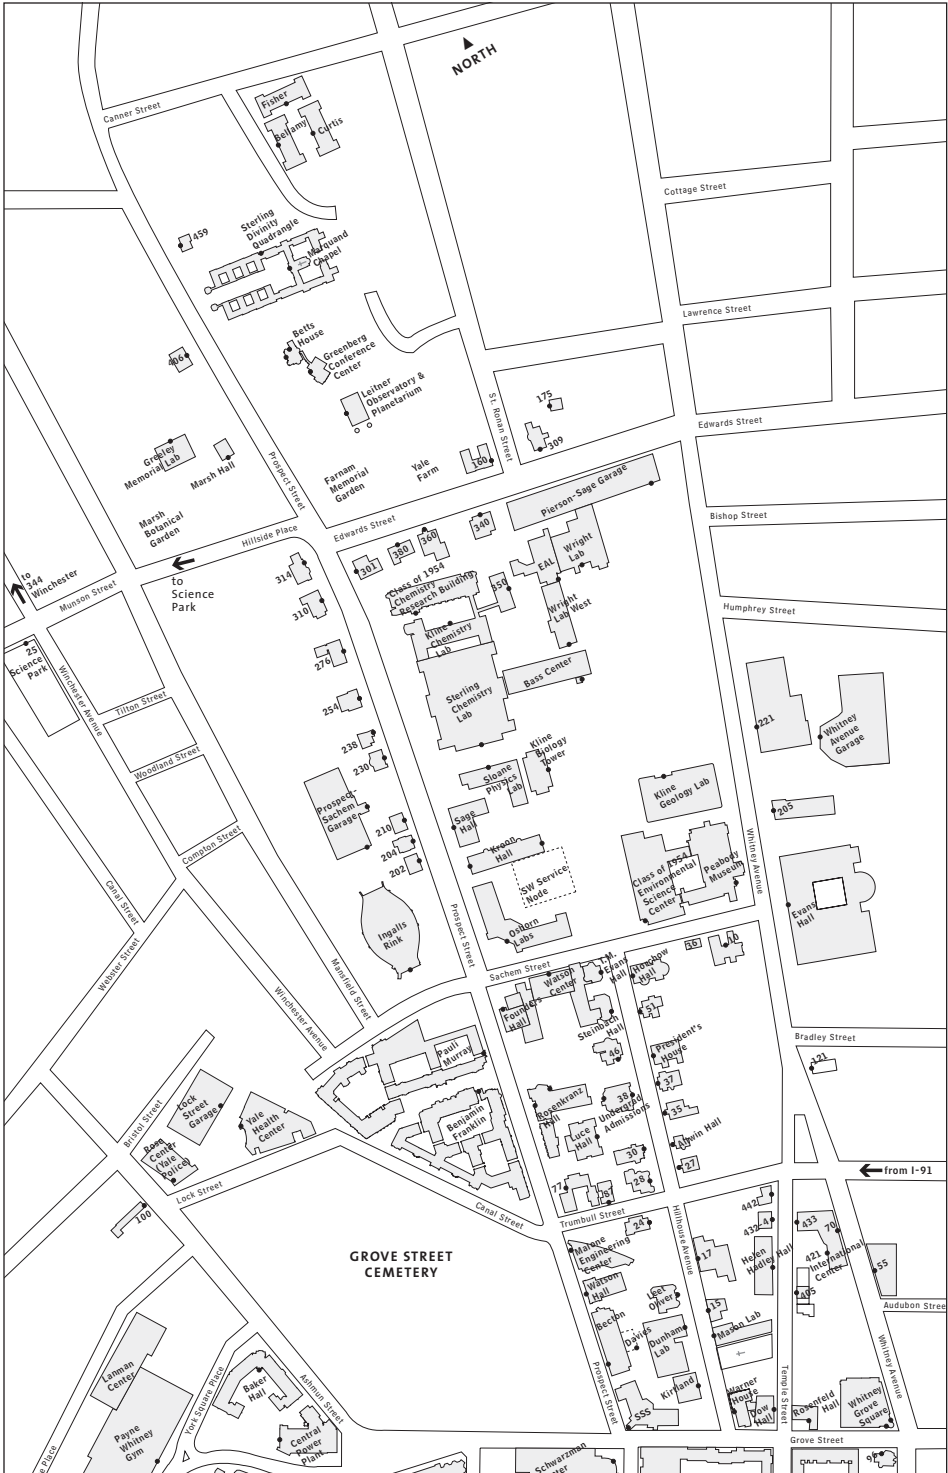 NORTH
Canner Street
Fisher
Bellamy
Curtis
Cottage Street
459
Sterling
Divinity
Quadrangle
Marquand
Chapel
Lawrence Street
406
Betts
House
Greenberg
Conference
Center
Leitner
Observatory &
Planetarium
St. Ronan Street
175
309
Edwards Street
Greeley
Memorial Lab
Marsh Hall
Prospect Street
Farnam
Memorial
Garden
Yale
Farm
160
Pierson-Sage Garage
Marsh
Botanical
Garden
Hillside Place
Edwards Street
Bishop Street
to
344
Winchester
Munson Street
to
Science
Park
314
301
380
360
340
EAL
Wright
Lab
Class of 1954
Chemistry
Research Building
350
Wright
Lab West
Humphrey Street
310
Kline
Chemistry
Lab
25
Science
Park
Winchester Avenue
276
Bass Center
Tilton Street
254
Sterling
Chemistry
Lab
221
Whitney
Avenue
Garage
Woodland Street
238
230
Kline
Biology
Tower
Sloane
Physics
Lab
Kline
Geology Lab
Prospect-
Sachem
Garage
205
Compton Street
210
204
202
Sage
Hall
Kroon
Hall
SW Service
Node
Class of 1954
Environmental
Science
Center
Peabody
Museum
Whitney Avenue
Canal Street
Evans
Hall
Ingalls
Rink
Prospect Street
Osborn
Labs
Webster Street
Mansfield Street
Winchester Avenue
Sachem Street
36
10
Watson
Center
T.M.
Evans
Hall
Horchow
Hall
Founders
Hall
51
Steinbach
Hall
Bradley Street
Pauli
Murray
46
President's
House
121
Lock
Street
Garage
37
Bristol Street
Yale
Health
Center
Benjamin
Franklin
Rosenkranz
Hall
38
Undergrad
Admissions
35
Rose
Center
(Yale
Police)
Luce
Hall
Alwin Hall
30
27
from I-91
Lock Street
77
87
28
442
100
Canal Street
Trumbull Street
24
Hillhouse Avenue
432-4
433
70
GROVE STREET
CEMETERY
Malone
Engineering
Center
17
Helen
Hadley Hall
421
International
Center
55
Watson
Hall
Leet
Oliver
405
15
Audubon Street
Becton
Davies
Dunham
Lab
Mason Lab
Lanman
Center
York Square Place
Baker
Hall
Ashmun Street
Prospect Street
Kirtland
Warner
House
Dow
Hall
Temple Street
Rosenfeld
Hall
Whitney
Grove
Square
Whitney Avenue
SSS
Payne
Whitney
Gym
Central
Power
Plant
Grove Street
Schwarzman